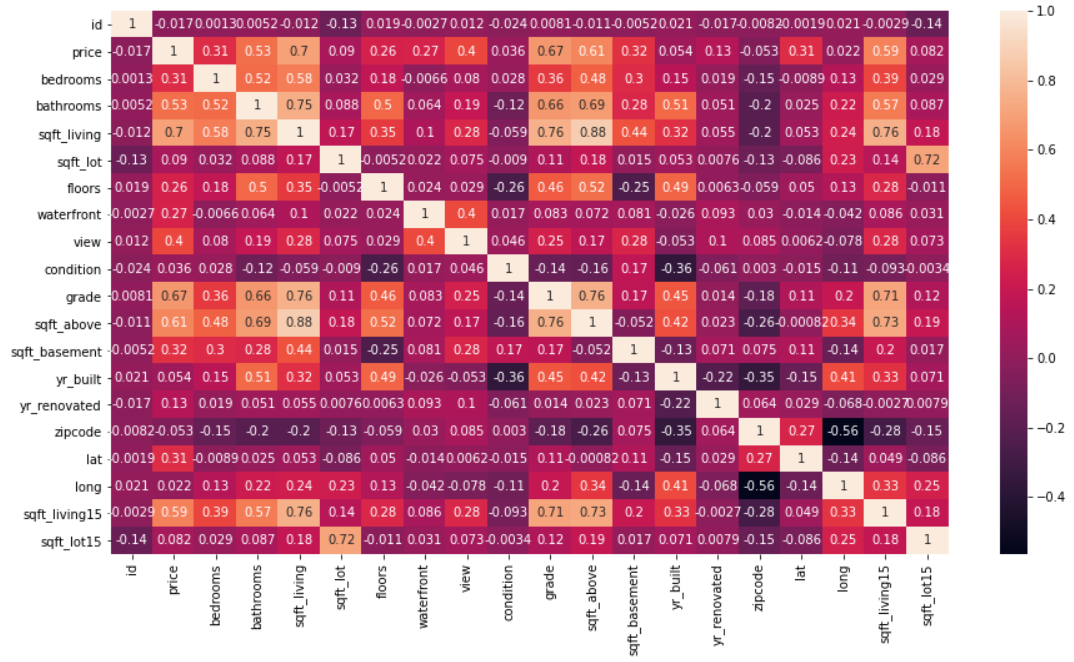 id 1 -0.017 0.0013 0.0052 -0.012 -0.13 0.019 -0.0027 0.012 -0.024 0.0081 -0.011 -0.0052 0.021 -0.017 -0.0082 -0.0019 0.021 -0.0029 -0.14 1.0
price -0.017 1 0.31 0.53 0.7 0.09 0.26 0.27 0.4 0.036 0.67 0.61 0.32 0.054 0.13 -0.053 0.31 0.022 0.59 0.082
bedrooms 0.0013 0.31 1 0.52 0.58 0.032 0.18 -0.0066 0.08 0.028 0.36 0.48 0.3 0.15 0.019 -0.15 -0.0089 0.13 0.39 0.029 0.8
bathrooms 0.0052 0.53 0.52 1 0.75 0.088 0.5 0.064 0.19 -0.12 0.66 0.69 0.28 0.51 0.051 -0.2 0.025 0.22 0.57 0.087
sqft_living -0.012 0.7 0.58 0.75 1 0.17 0.35 0.1 0.28 -0.059 0.76 0.88 0.44 0.32 0.055 -0.2 0.053 0.24 0.76 0.18
sqft_lot -0.13 0.09 0.032 0.088 0.17 1 -0.0052 0.022 0.075 -0.009 0.11 0.18 0.015 0.053 0.0076 -0.13 -0.086 0.23 0.14 0.72 0.6
floors 0.019 0.26 0.18 0.5 0.35 -0.0052 1 0.024 0.029 -0.26 0.46 0.52 -0.25 0.49 0.0063 -0.059 0.05 0.13 0.28 -0.011
waterfront -0.0027 0.27 -0.0066 0.064 0.1 0.022 0.024 1 0.4 0.017 0.083 0.072 0.081 -0.026 0.093 0.03 -0.014 -0.042 0.086 0.031 0.4
view 0.012 0.4 0.08 0.19 0.28 0.075 0.029 0.4 1 0.046 0.25 0.17 0.28 -0.053 0.1 0.085 0.0062 -0.078 0.28 0.073
condition -0.024 0.036 0.028 -0.12 -0.059 -0.009 -0.26 0.017 0.046 1 -0.14 -0.16 0.17 -0.36 -0.061 0.003 -0.015 -0.11 -0.093 -0.0034
grade 0.0081 0.67 0.36 0.66 0.76 0.11 0.46 0.083 0.25 -0.14 1 0.76 0.17 0.45 0.014 -0.18 0.11 0.2 0.71 0.12 0.2
sqft_above -0.011 0.61 0.48 0.69 0.88 0.18 0.52 0.072 0.17 -0.16 0.76 1 -0.052 0.42 0.023 -0.26 -0.00082 0.34 0.73 0.19
sqft_basement -0.0052 0.32 0.3 0.28 0.44 0.015 -0.25 0.081 0.28 0.17 0.17 -0.052 1 -0.13 0.071 0.075 0.11 -0.14 0.2 0.017 0.0
yr_built 0.021 0.054 0.15 0.51 0.32 0.053 0.49 -0.026 -0.053 -0.36 0.45 0.42 -0.13 1 -0.22 -0.35 -0.15 0.41 0.33 0.071
yr_renovated -0.017 0.13 0.019 0.051 0.055 0.0076 0.0063 0.093 0.1 -0.061 0.014 0.023 0.071 -0.22 1 0.064 0.029 -0.068 -0.0027 0.0079
zipcode -0.0082 -0.053 -0.15 -0.2 -0.2 -0.13 -0.059 0.03 0.085 0.003 -0.18 -0.26 0.075 -0.35 0.064 1 0.27 -0.56 -0.28 -0.15 -0.2
lat -0.0019 0.31 -0.0089 0.025 0.053 -0.086 0.05 -0.014 0.0062 -0.015 0.11 -0.00082 0.11 -0.15 0.029 0.27 1 -0.14 0.049 -0.086
long 0.021 0.022 0.13 0.22 0.24 0.23 0.13 -0.042 -0.078 -0.11 0.2 0.34 -0.14 0.41 -0.068 -0.56 -0.14 1 0.33 0.25 -0.4
sqft_living15 -0.0029 0.59 0.39 0.57 0.76 0.14 0.28 0.086 0.28 -0.093 0.71 0.73 0.2 0.33 -0.0027 -0.28 0.049 0.33 1 0.18
sqft_lot15 -0.14 0.082 0.029 0.087 0.18 0.72 -0.011 0.031 0.073 -0.0034 0.12 0.19 0.017 0.071 0.0079 -0.15 -0.086 0.25 0.18 1
id price bedrooms bathrooms sqft_living sqft_lot floors waterfront view condition grade sqft_above sqft_basement yr_built yr_renovated zipcode lat long sqft_living15 sqft_lot15